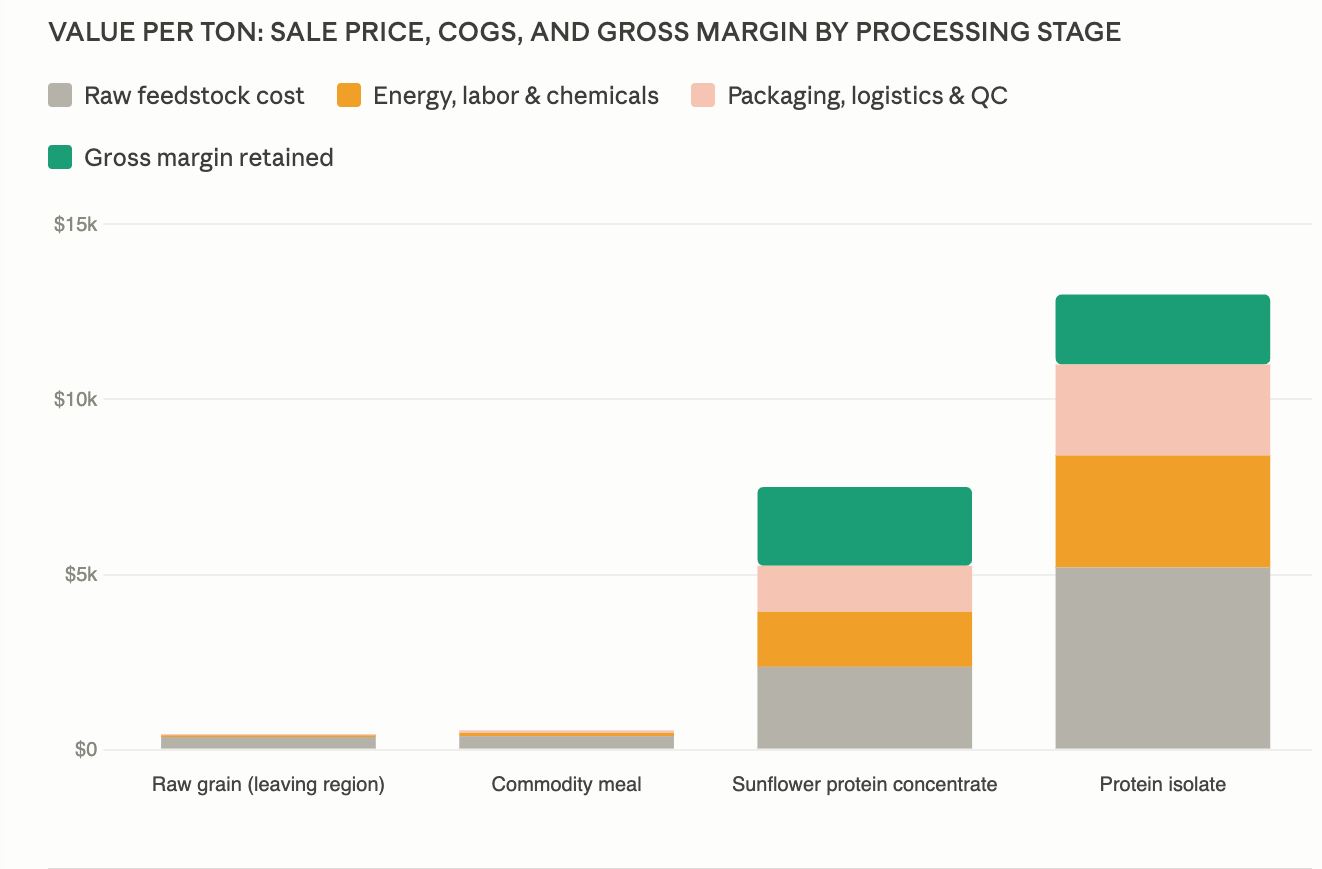 VALUE PER TON: SALE PRICE, COGS, AND GROSS MARGIN BY PROCESSING STAGE
Raw feedstock cost
Energy, labor & chemicals
Packaging, logistics & QC
Gross margin retained
$15k
$10k
$5k
$0
Raw grain (leaving region)
Commodity meal
Sunflower protein concentrate
Protein isolate